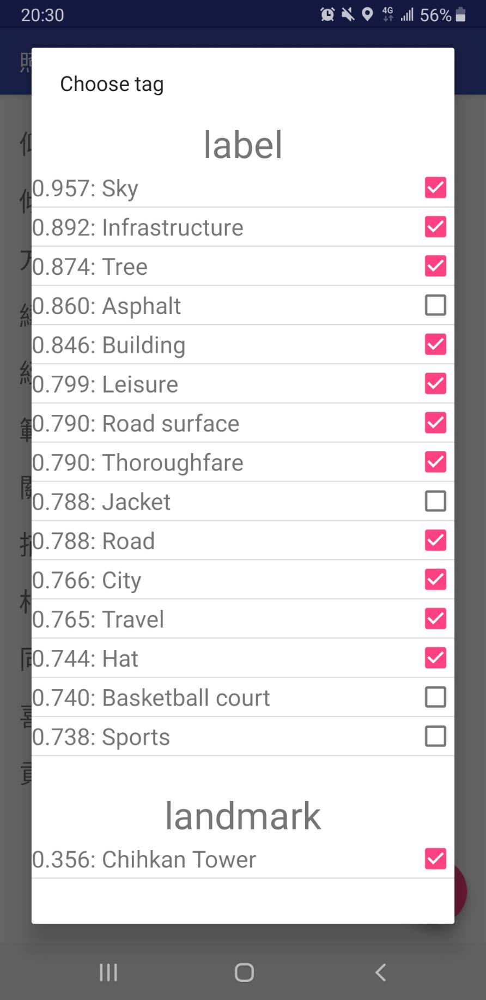 20:30
4G
56%
Choose tag
label
0.957: Sky
0.892: Infrastructure
0.874: Tree
0.860: Asphalt
0.846: Building
0.799: Leisure
0.790: Road surface
0.790: Thoroughfare
0.788: Jacket
0.788: Road
0.766: City
0.765: Travel
0.744: Hat
0.740: Basketball court
0.738: Sports
landmark
0.356: Chihkan Tower